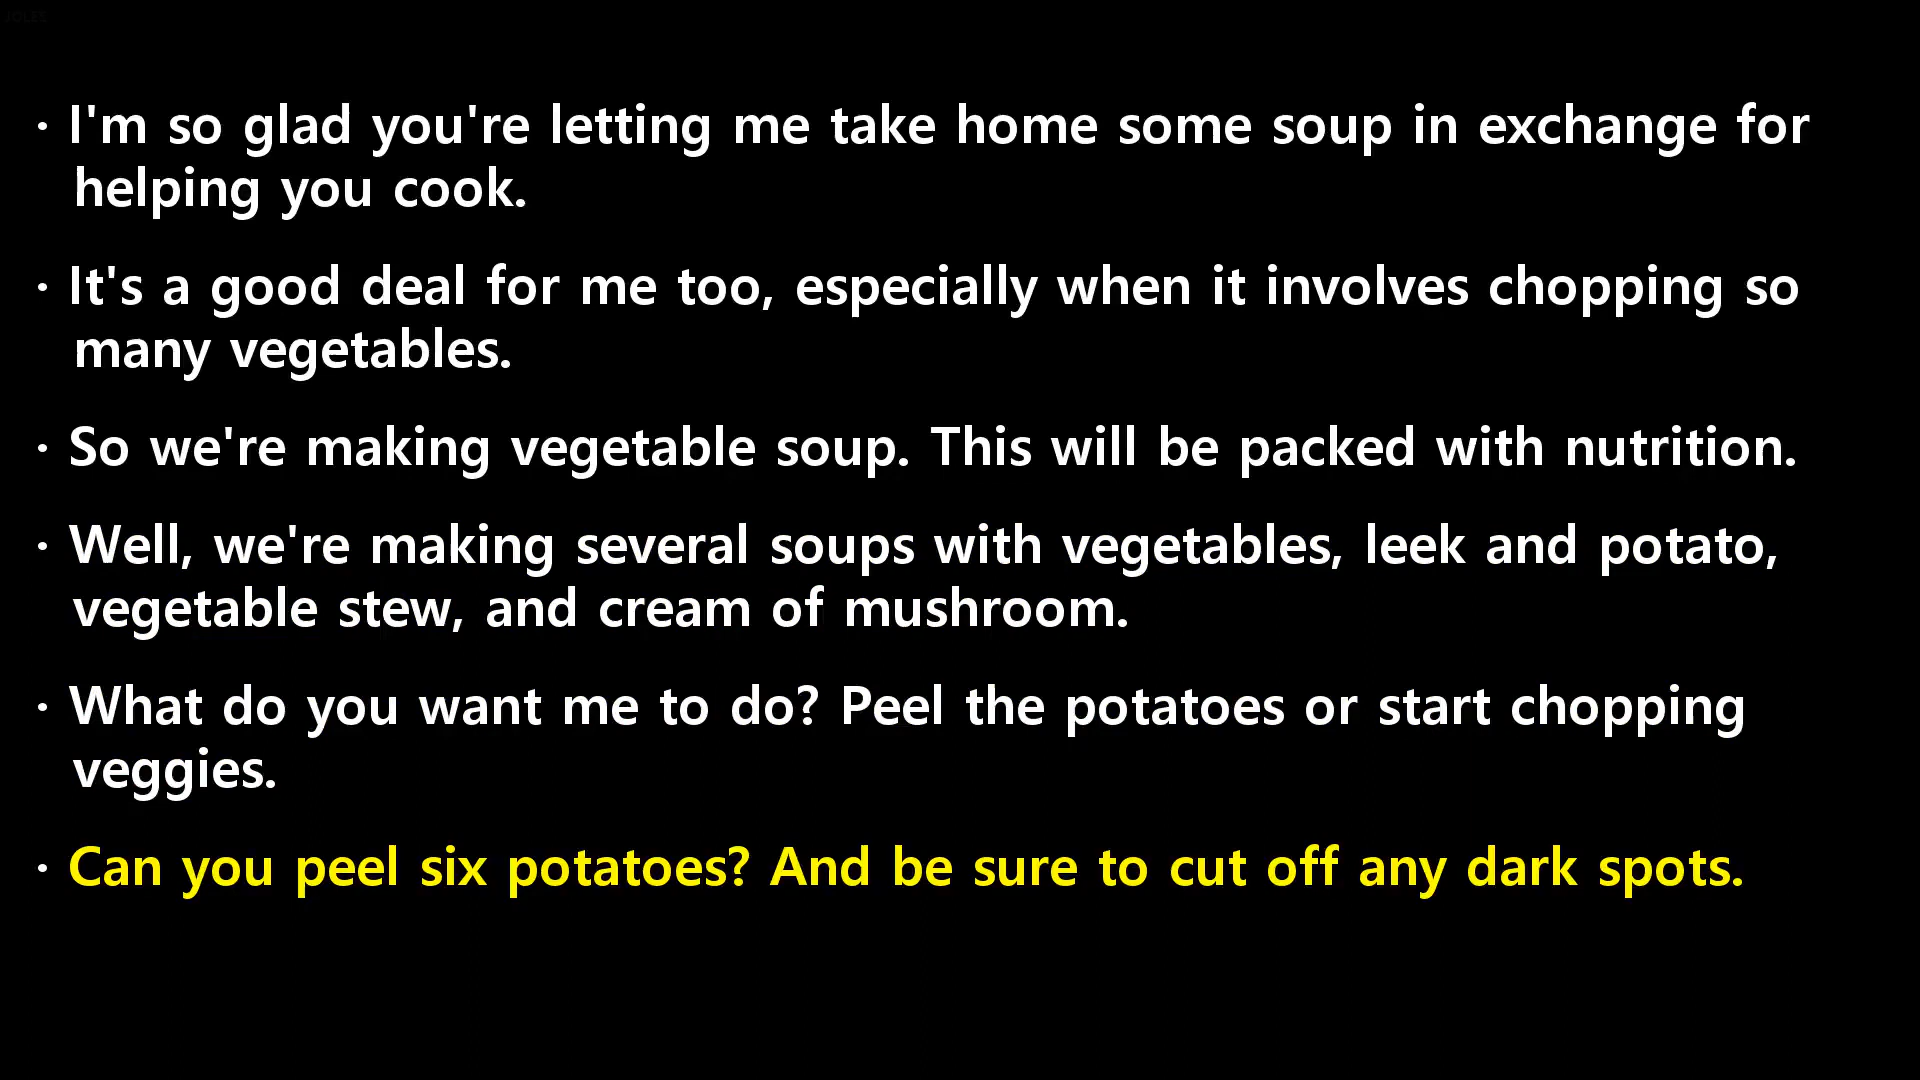 JOLEE
· I'm so glad you're letting me take home some soup in exchange for
helping you cook.
· It's a good deal for me too, especially when it involves chopping so
many vegetables.
· So we're making vegetable soup. This will be packed with nutrition.
· Well, we're making several soups with vegetables, leek and potato,
vegetable stew, and cream of mushroom.
· What do you want me to do? Peel the potatoes or start chopping
veggies.
· Can you peel six potatoes? And be sure to cut off any dark spots.